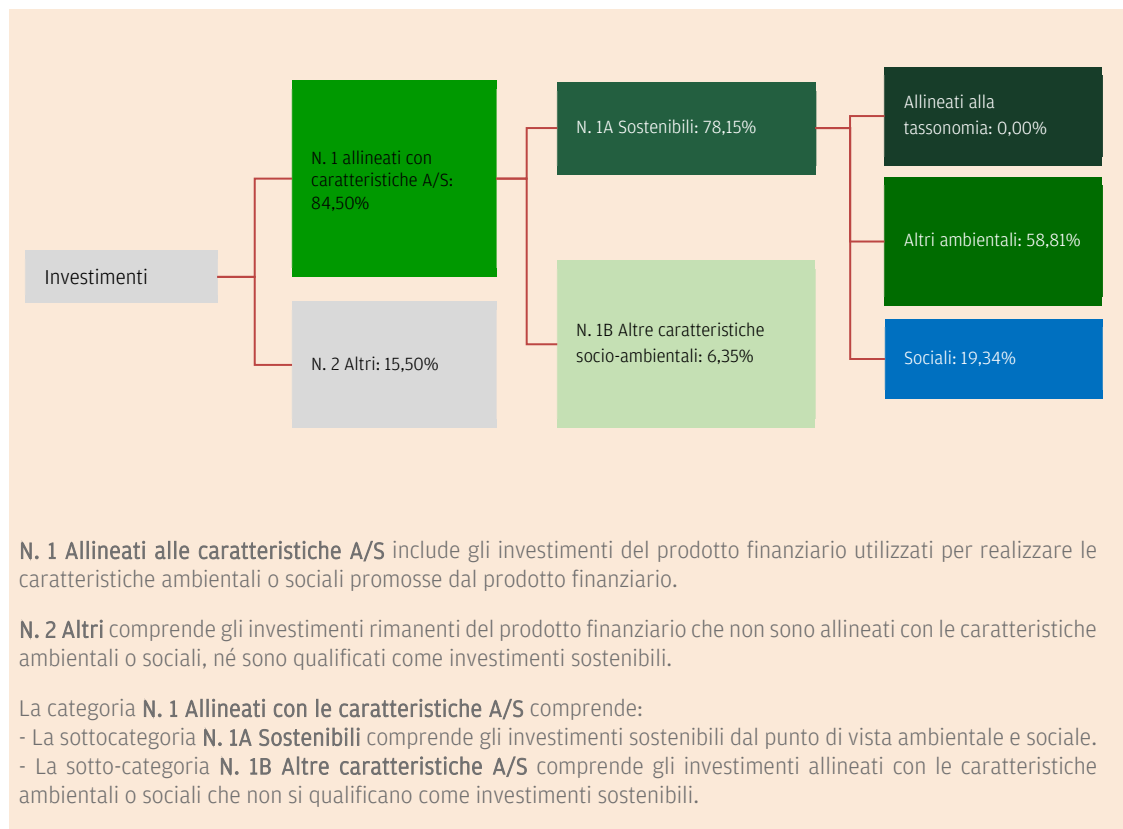 Investimenti
N. 1 allineati con
caratteristiche A/S:
84,50%
N. 2 Altri: 15,50%
N. 1A Sostenibili: 78,15%
N. 1B Altre caratteristiche
socio-ambientali: 6,35%
Allineati alla
tassonomia: 0,00%
Altri ambientali: 58,81%
Sociali: 19,34%
N. 1 Allineati alle caratteristiche A/S include gli investimenti del prodotto finanziario utilizzati per realizzare le
caratteristiche ambientali o sociali promosse dal prodotto finanziario.
N. 2 Altri comprende gli investimenti rimanenti del prodotto finanziario che non sono allineati con le caratteristiche
ambientali o sociali, né sono qualificati come investimenti sostenibili.
La categoria N. 1 Allineati con le caratteristiche A/S comprende:
- La sottocategoria N. 1A Sostenibili comprende gli investimenti sostenibili dal punto di vista ambientale e sociale.
- La sotto-categoria N. 1B Altre caratteristiche A/S comprende gli investimenti allineati con le caratteristiche
ambientali o sociali che non si qualificano come investimenti sostenibili.